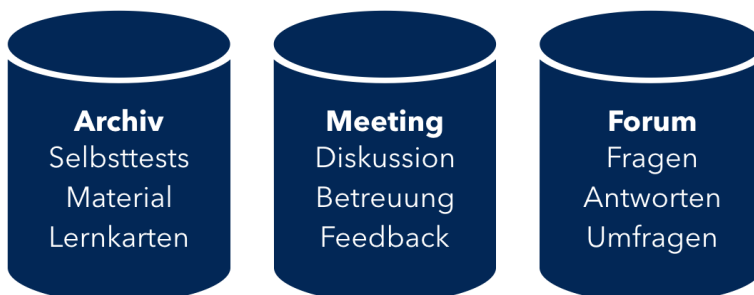 Archiv
Selbsttests
Material
Lernkarten
Meeting
Diskussion
Betreuung
Feedback
Forum
Fragen
Antworten
Umfragen